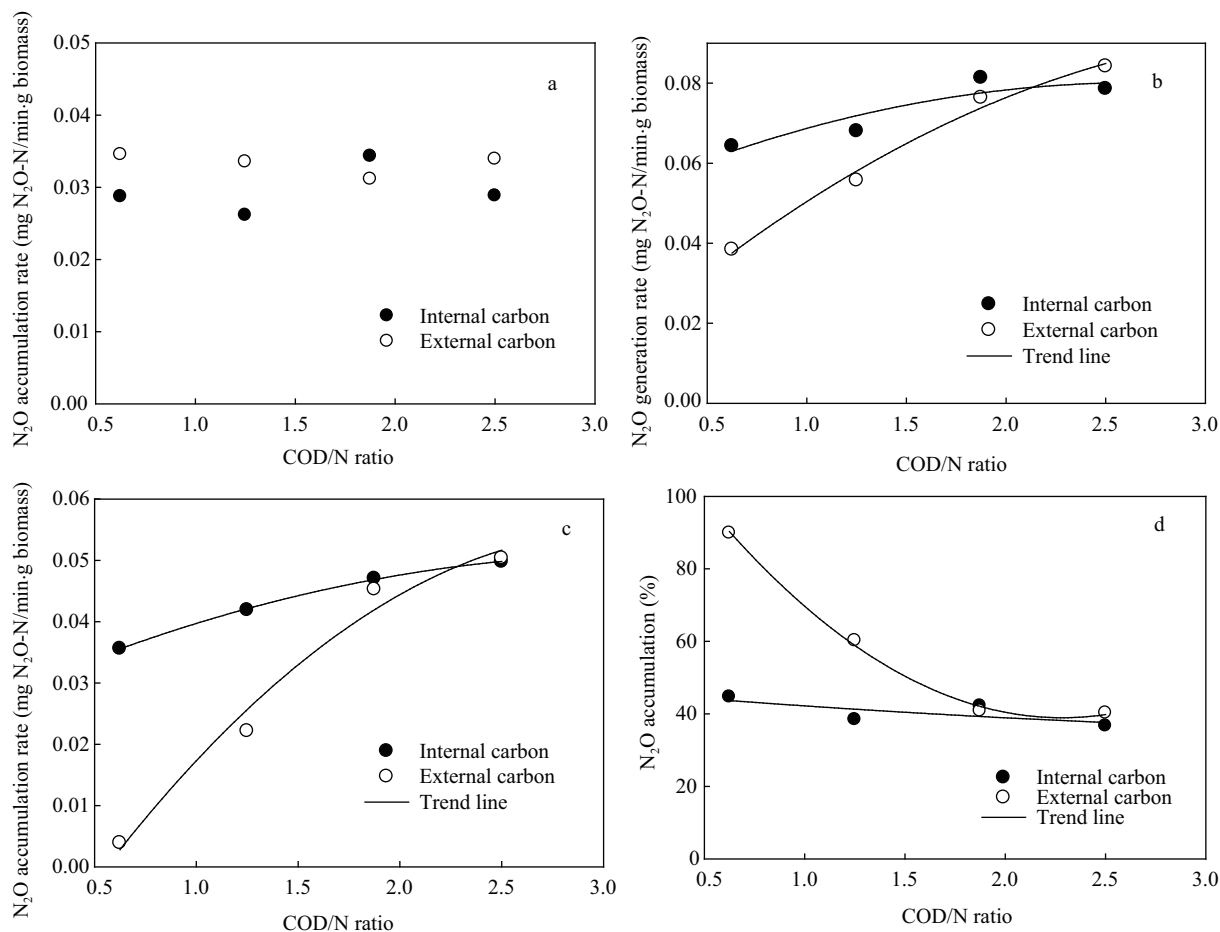 N₂O accumulation rate (mg N₂O-N/min·g biomass)
0.05
0.04
0.03
0.02
0.01
0.00
a
Internal carbon
External carbon
0.5 1.0 1.5 2.0 2.5 3.0
COD/N ratio
N₂O generation rate (mg N₂O-N/min·g biomass)
0.08
0.06
0.04
0.02
0.00
b
Internal carbon
External carbon
Trend line
0.5 1.0 1.5 2.0 2.5 3.0
COD/N ratio
N₂O accumulation rate (mg N₂O-N/min·g biomass)
0.06
0.05
0.04
0.03
0.02
0.01
0.00
c
Internal carbon
External carbon
Trend line
0.5 1.0 1.5 2.0 2.5 3.0
COD/N ratio
N₂O accumulation (%)
100
80
60
40
20
0
d
Internal carbon
External carbon
Trend line
0.5 1.0 1.5 2.0 2.5 3.0
COD/N ratio